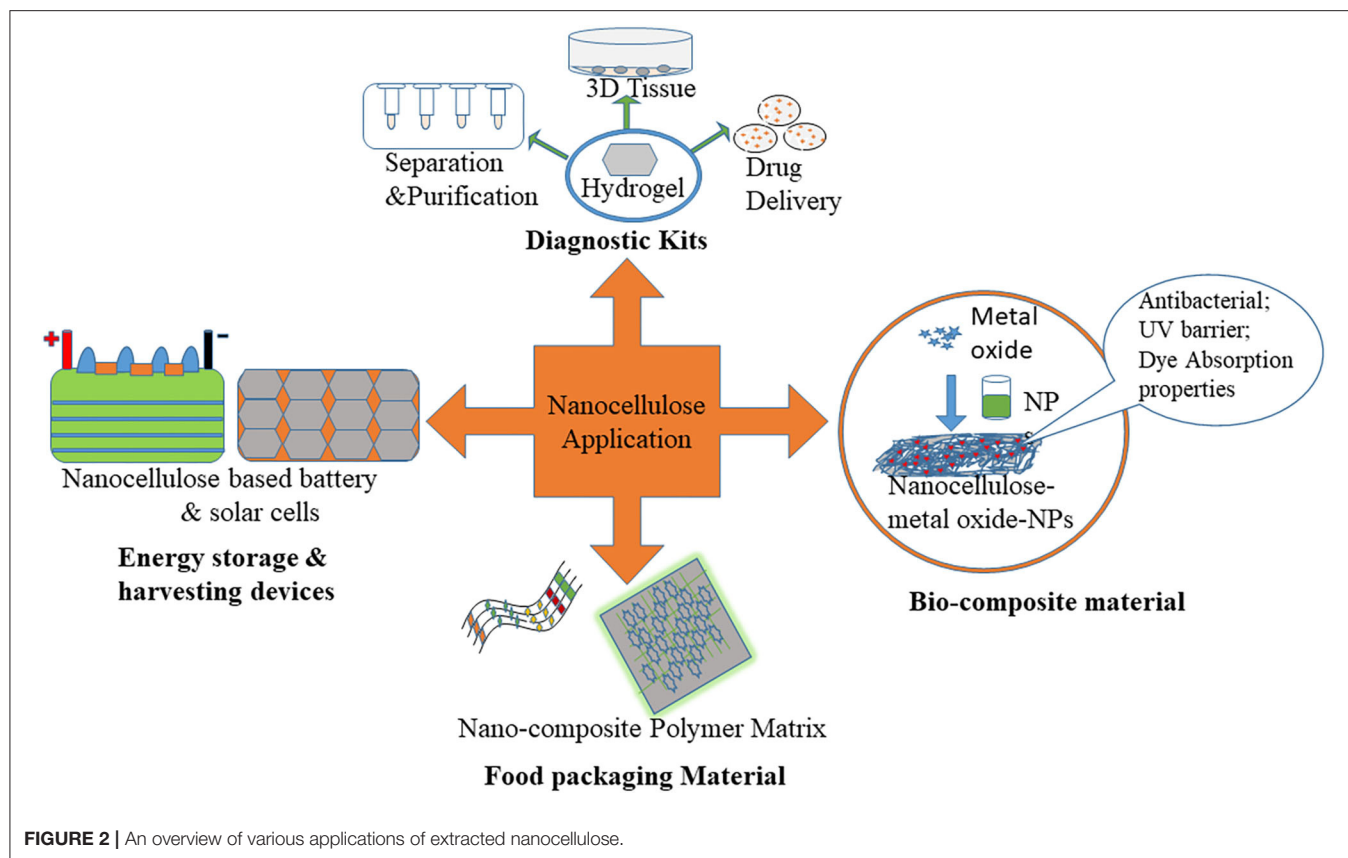 3D Tissue
Separation
&Purification
Hydrogel
Drug
Delivery
Diagnostic Kits
+
-
Nanocellulose based battery
& solar cells
Energy storage &
harvesting devices
Nanocellulose
Application
Metal
oxide
NP
s
Nanocellulose-
metal oxide-NPs
Antibacterial;
UV barrier;
Dye Absorption
properties
Bio-composite material
Nano-composite Polymer Matrix
Food packaging Material
FIGURE 2 | An overview of various applications of extracted nanocellulose.